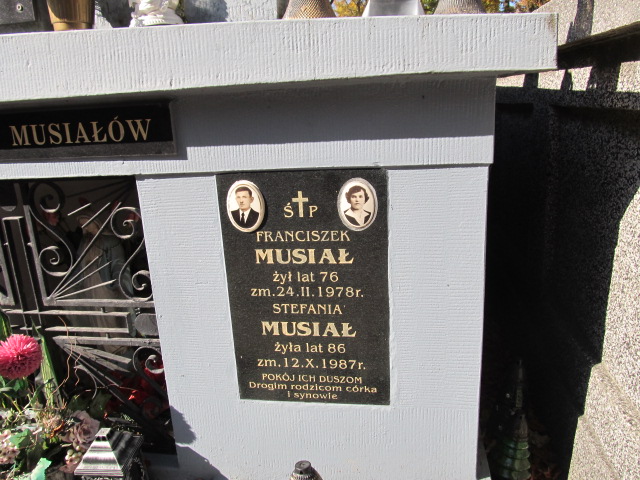 MUSIAŁÓW
Ś P
FRANCISZEK
MUSIAŁ
żył lat 76
zm. 24.II.1978r.
STEFANIA
MUSIAŁ
żyła lat 86
zm. 12.X.1987r.
POKÓJ ICH DUSZOM
Drogim rodzicom córka
i synowie